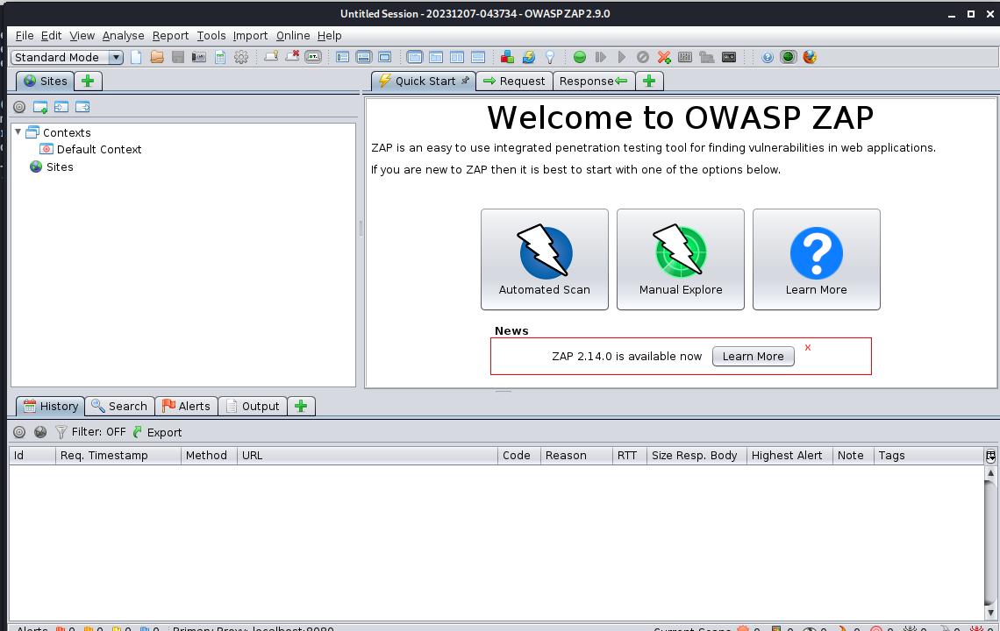 Untitled Session - 20231207-043734 - OWASP ZAP 2.9.0
File Edit View Analyse Report Tools Import Online Help
Standard Mode
Sites
Quick Start Request Response
Contexts
Default Context
Sites
Welcome to OWASP ZAP
ZAP is an easy to use integrated penetration testing tool for finding vulnerabilities in web applications.
If you are new to ZAP then it is best to start with one of the options below.
Automated Scan Manual Explore Learn More
News
ZAP 2.14.0 is available now Learn More x
History Search Alerts Output
Filter: OFF Export
Id Req. Timestamp Method URL Code Reason RTT Size Resp. Body Highest Alert Note Tags
Alerts 0 0 0 0 Primary Proxy: localhost:8080 Current Scans 0 0 0 0 0 0 0 0